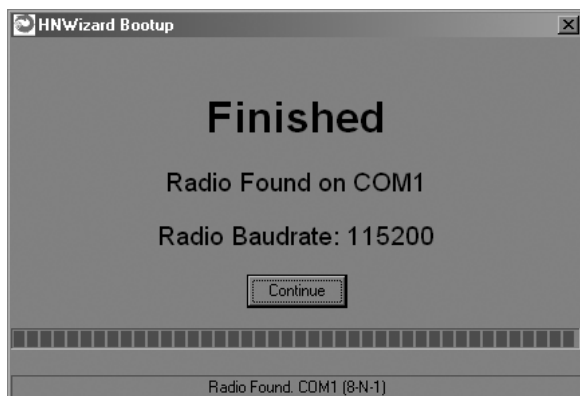 HNWizard Bootup
Finished
Radio Found on COM1
Radio Baudrate: 115200
Continue
Radio Found. COM1 (8-N-1)